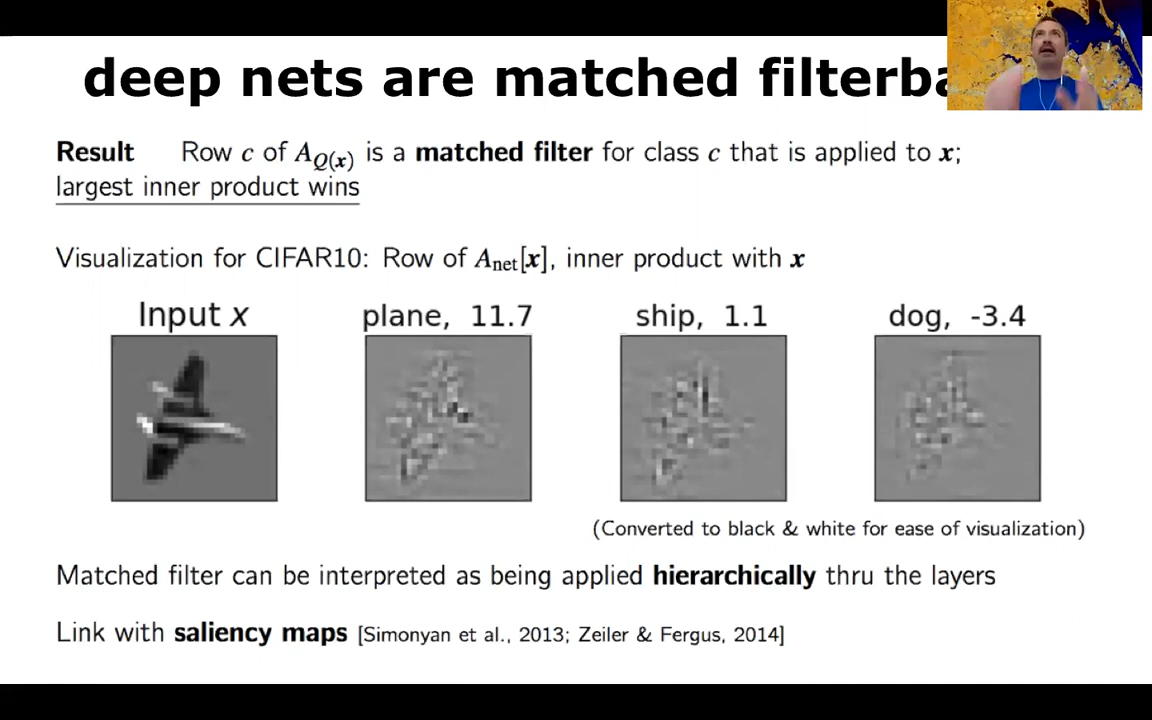 deep nets are matched filterba
Result Row c of A_Q(x) is a matched filter for class c that is applied to x;
largest inner product wins
Visualization for CIFAR10: Row of A_net[x], inner product with x
Input x plane, 11.7 ship, 1.1 dog, -3.4
(Converted to black & white for ease of visualization)
Matched filter can be interpreted as being applied hierarchically thru the layers
Link with saliency maps [Simonyan et al., 2013; Zeiler & Fergus, 2014]